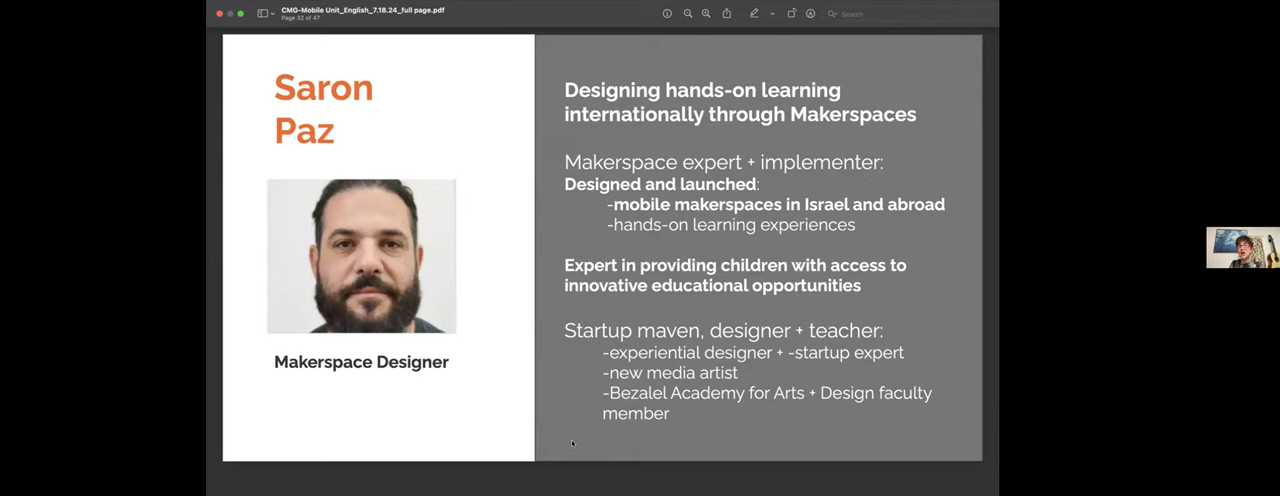 CMG-Mobile Unit_English_7.18.24_full page.pdf
Page 32 of 47
Search
Saron
Paz
Makerspace Designer
Designing hands-on learning
internationally through Makerspaces
Makerspace expert + implementer:
Designed and launched:
-mobile makerspaces in Israel and abroad
-hands-on learning experiences
Expert in providing children with access to
innovative educational opportunities
Startup maven, designer + teacher:
-experiential designer + -startup expert
-new media artist
-Bezalel Academy for Arts + Design faculty
member